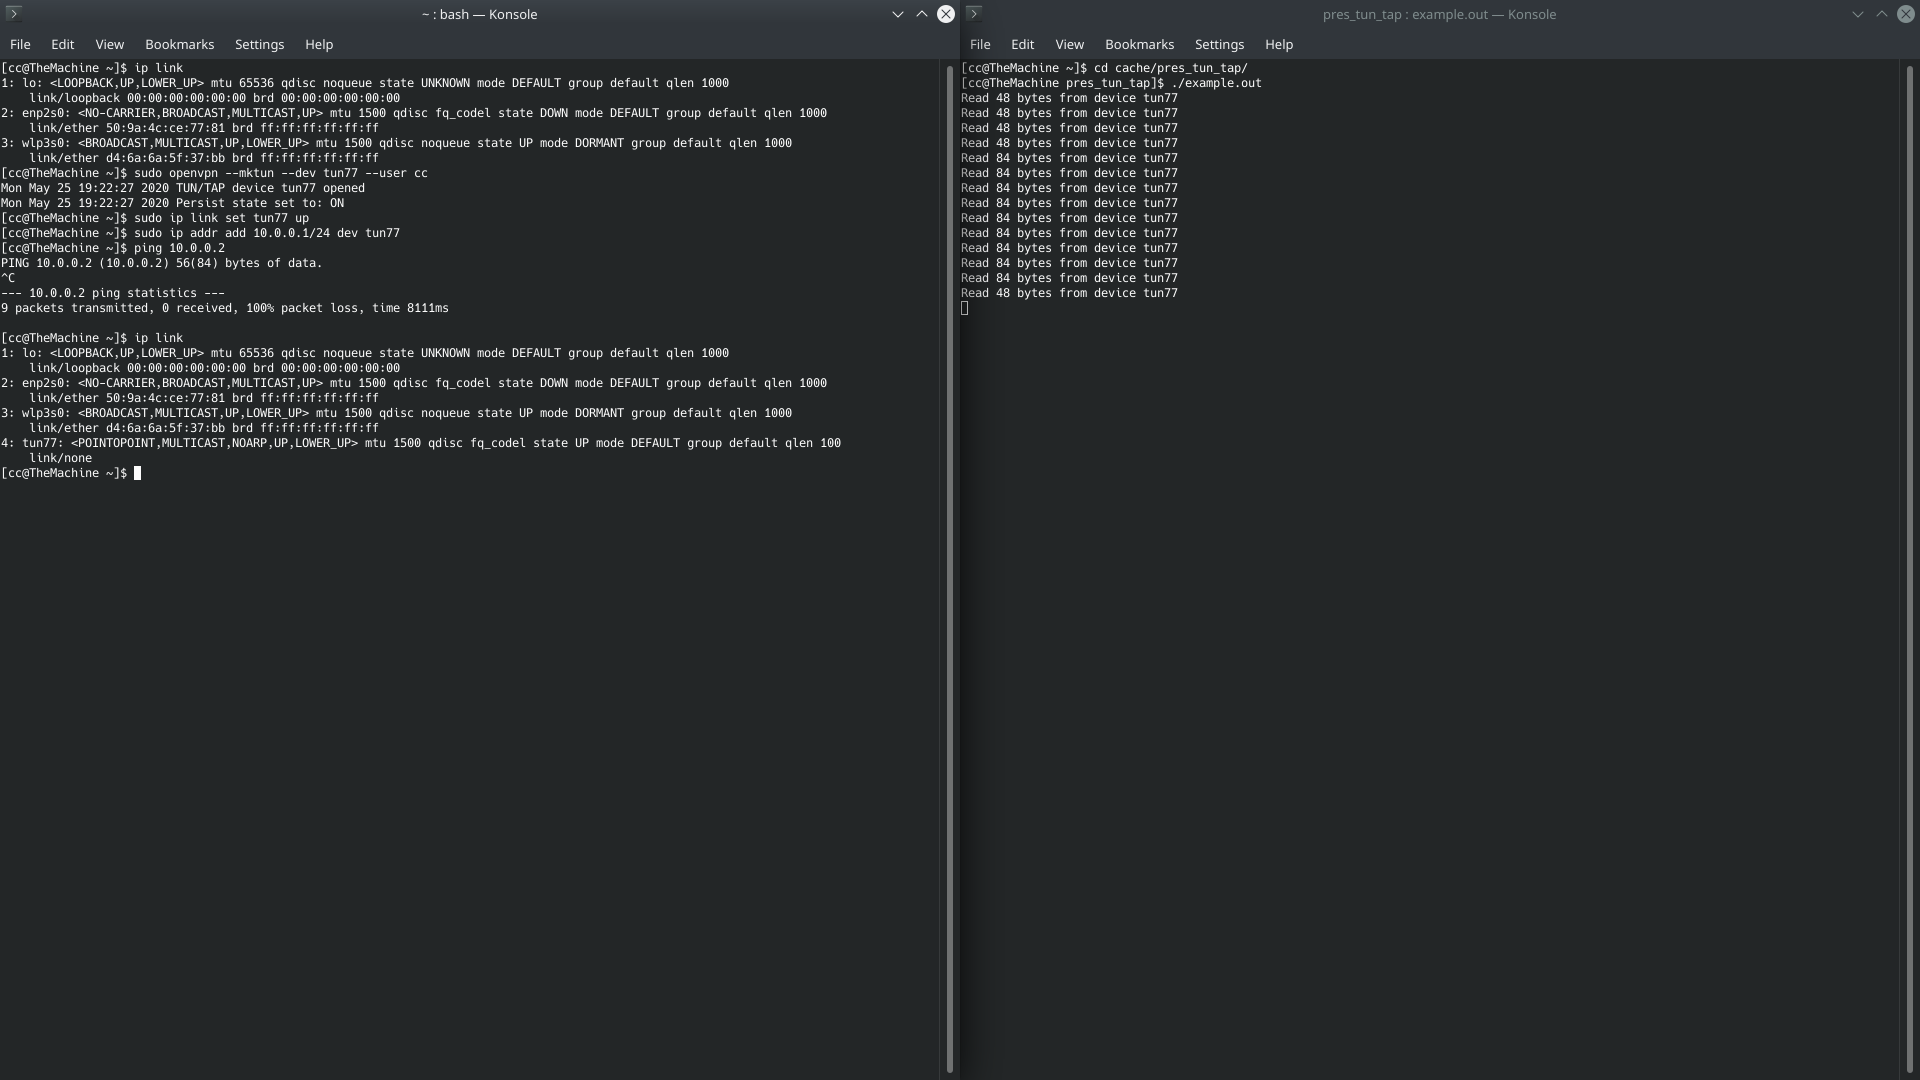 ~ : bash — Konsole
File Edit View Bookmarks Settings Help
[cc@TheMachine ~]$ ip link
1: lo: <LOOPBACK,UP,LOWER_UP> mtu 65536 qdisc noqueue state UNKNOWN mode DEFAULT group default qlen 1000
    link/loopback 00:00:00:00:00:00 brd 00:00:00:00:00:00
2: enp2s0: <NO-CARRIER,BROADCAST,MULTICAST,UP> mtu 1500 qdisc fq_codel state DOWN mode DEFAULT group default qlen 1000
    link/ether 50:9a:4c:ce:77:81 brd ff:ff:ff:ff:ff:ff
3: wlp3s0: <BROADCAST,MULTICAST,UP,LOWER_UP> mtu 1500 qdisc noqueue state UP mode DORMANT group default qlen 1000
    link/ether d4:6a:6a:5f:37:bb brd ff:ff:ff:ff:ff:ff
[cc@TheMachine ~]$ sudo openvpn --mktun --dev tun77 --user cc
Mon May 25 19:22:27 2020 TUN/TAP device tun77 opened
Mon May 25 19:22:27 2020 Persist state set to: ON
[cc@TheMachine ~]$ sudo ip link set tun77 up
[cc@TheMachine ~]$ sudo ip addr add 10.0.0.1/24 dev tun77
[cc@TheMachine ~]$ ping 10.0.0.2
PING 10.0.0.2 (10.0.0.2) 56(84) bytes of data.
^C
--- 10.0.0.2 ping statistics ---
9 packets transmitted, 0 received, 100% packet loss, time 8111ms
[cc@TheMachine ~]$ ip link
1: lo: <LOOPBACK,UP,LOWER_UP> mtu 65536 qdisc noqueue state UNKNOWN mode DEFAULT group default qlen 1000
    link/loopback 00:00:00:00:00:00 brd 00:00:00:00:00:00
2: enp2s0: <NO-CARRIER,BROADCAST,MULTICAST,UP> mtu 1500 qdisc fq_codel state DOWN mode DEFAULT group default qlen 1000
    link/ether 50:9a:4c:ce:77:81 brd ff:ff:ff:ff:ff:ff
3: wlp3s0: <BROADCAST,MULTICAST,UP,LOWER_UP> mtu 1500 qdisc noqueue state UP mode DORMANT group default qlen 1000
    link/ether d4:6a:6a:5f:37:bb brd ff:ff:ff:ff:ff:ff
4: tun77: <POINTOPOINT,MULTICAST,NOARP,UP,LOWER_UP> mtu 1500 qdisc fq_codel state UP mode DEFAULT group default qlen 100
    link/none
[cc@TheMachine ~]$
pres_tun_tap : example.out — Konsole
File Edit View Bookmarks Settings Help
[cc@TheMachine ~]$ cd cache/pres_tun_tap/
[cc@TheMachine pres_tun_tap]$ ./example.out
Read 48 bytes from device tun77
Read 48 bytes from device tun77
Read 48 bytes from device tun77
Read 48 bytes from device tun77
Read 84 bytes from device tun77
Read 84 bytes from device tun77
Read 84 bytes from device tun77
Read 84 bytes from device tun77
Read 84 bytes from device tun77
Read 84 bytes from device tun77
Read 84 bytes from device tun77
Read 84 bytes from device tun77
Read 84 bytes from device tun77
Read 48 bytes from device tun77